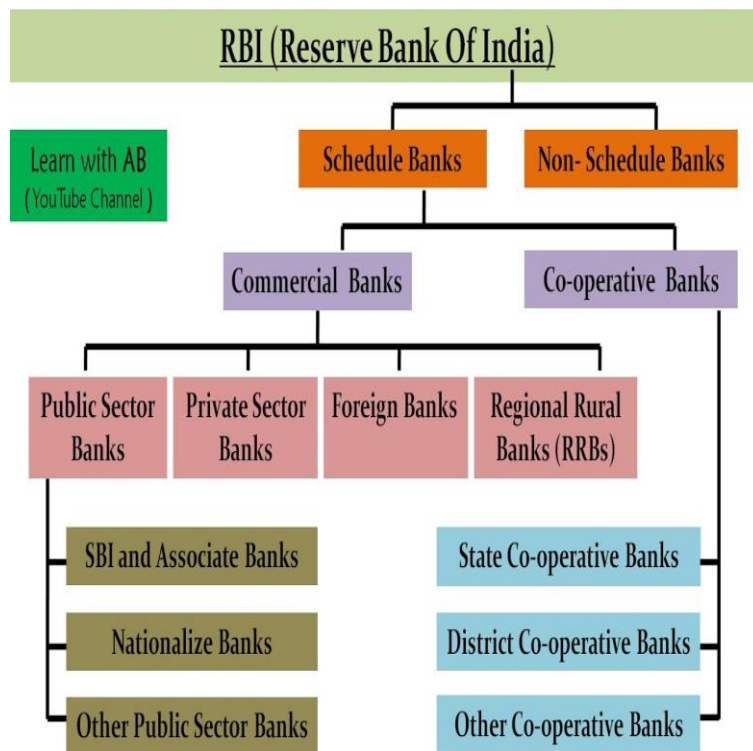 RBI (Reserve Bank Of India)
Learn with AB
( YouTube Channel )
Schedule Banks
Non- Schedule Banks
Commercial Banks
Co-operative Banks
Public Sector
Banks
Private Sector
Banks
Foreign Banks
Regional Rural
Banks (RRBs)
SBI and Associate Banks
Nationalize Banks
Other Public Sector Banks
State Co-operative Banks
District Co-operative Banks
Other Co-operative Banks